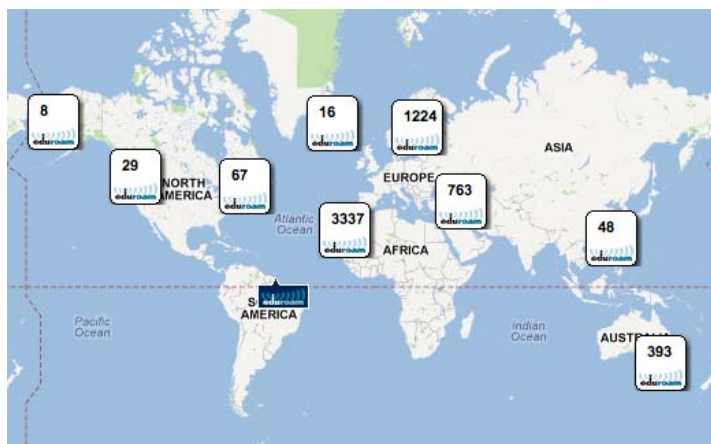 8
eduroam
16
eduroam
1224
eduroam
29
eduroam
NORTH
AMERICA
67
eduroam
ASIA
EUROPE
763
eduroam
Atlantic
Ocean
3337
eduroam
AFRICA
48
eduroam
eduroam
AMERICA
Pacific
Ocean
Indian
Ocean
393
eduroam